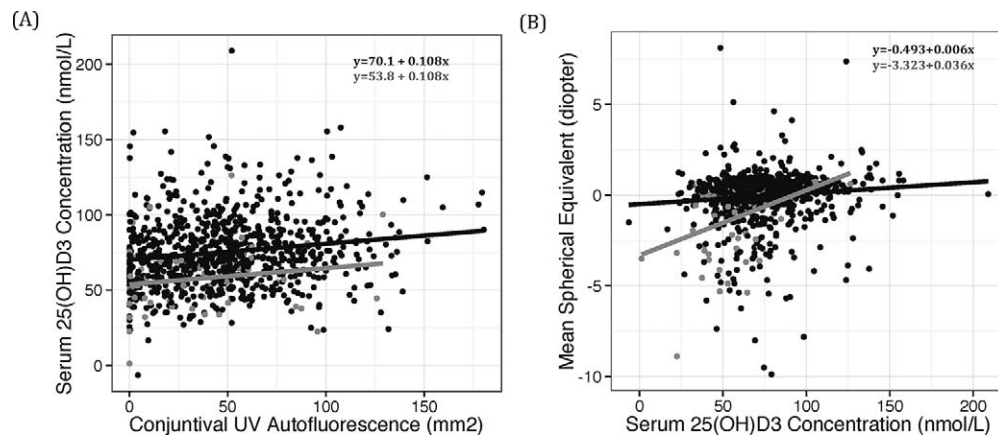 (A)
y=70.1 + 0.108x
y=53.8 + 0.108x
Serum 25(OH)D3 Concentration (nmol/L)
200
150
100
50
0
0 50 100 150
Conjuntival UV Autofluorescence (mm2)
(B)
y=-0.493+0.006x
y=-3.323+0.036x
Mean Spherical Equivalent (diopter)
5
0
-5
-10
0 50 100 150 200
Serum 25(OH)D3 Concentration (nmol/L)